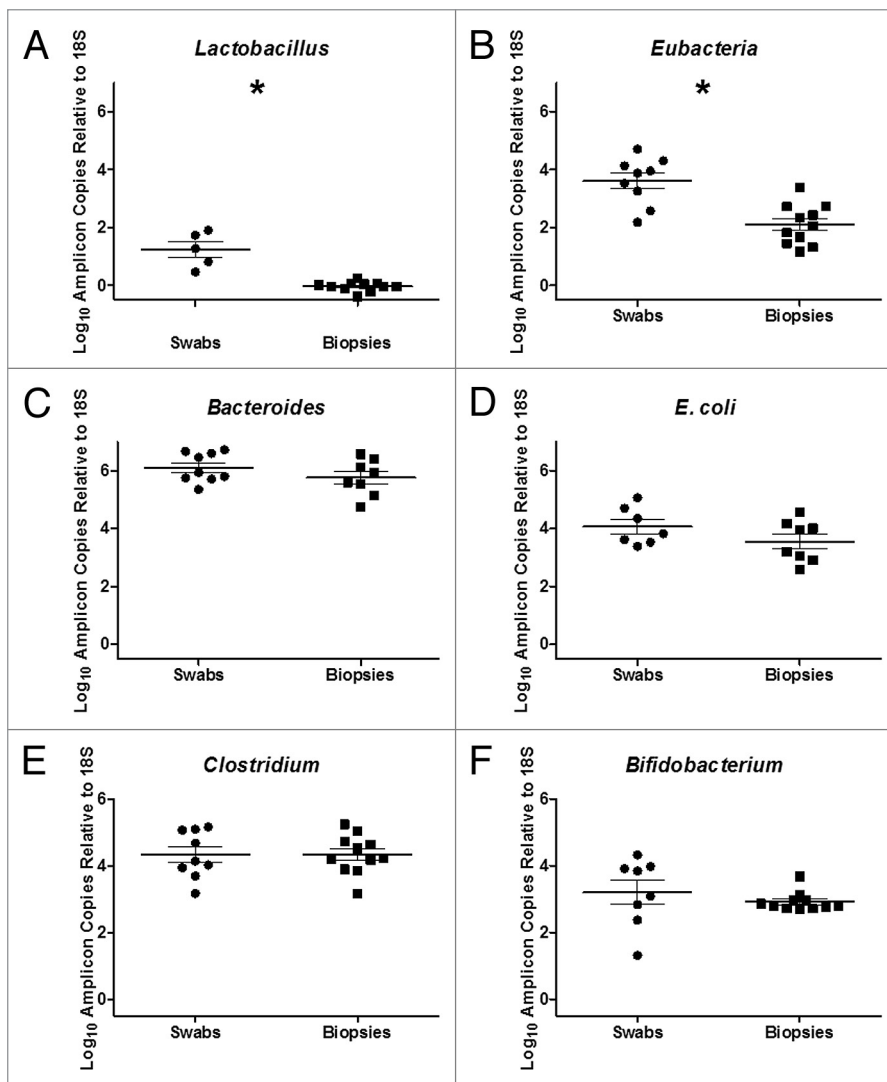 A
Lactobacillus
Log10 Amplicon Copies Relative to 18S
*
6
4
2
0
Swabs Biopsies
B
Eubacteria
Log10 Amplicon Copies Relative to 18S
*
6
4
2
0
Swabs Biopsies
C
Bacteroides
Log10 Amplicon Copies Relative to 18S
6
4
2
0
Swabs Biopsies
D
E. coli
Log10 Amplicon Copies Relative to 18S
6
4
2
0
Swabs Biopsies
E
Clostridium
Log10 Amplicon Copies Relative to 18S
6
4
2
0
Swabs Biopsies
F
Bifidobacterium
Log10 Amplicon Copies Relative to 18S
6
4
2
0
Swabs Biopsies